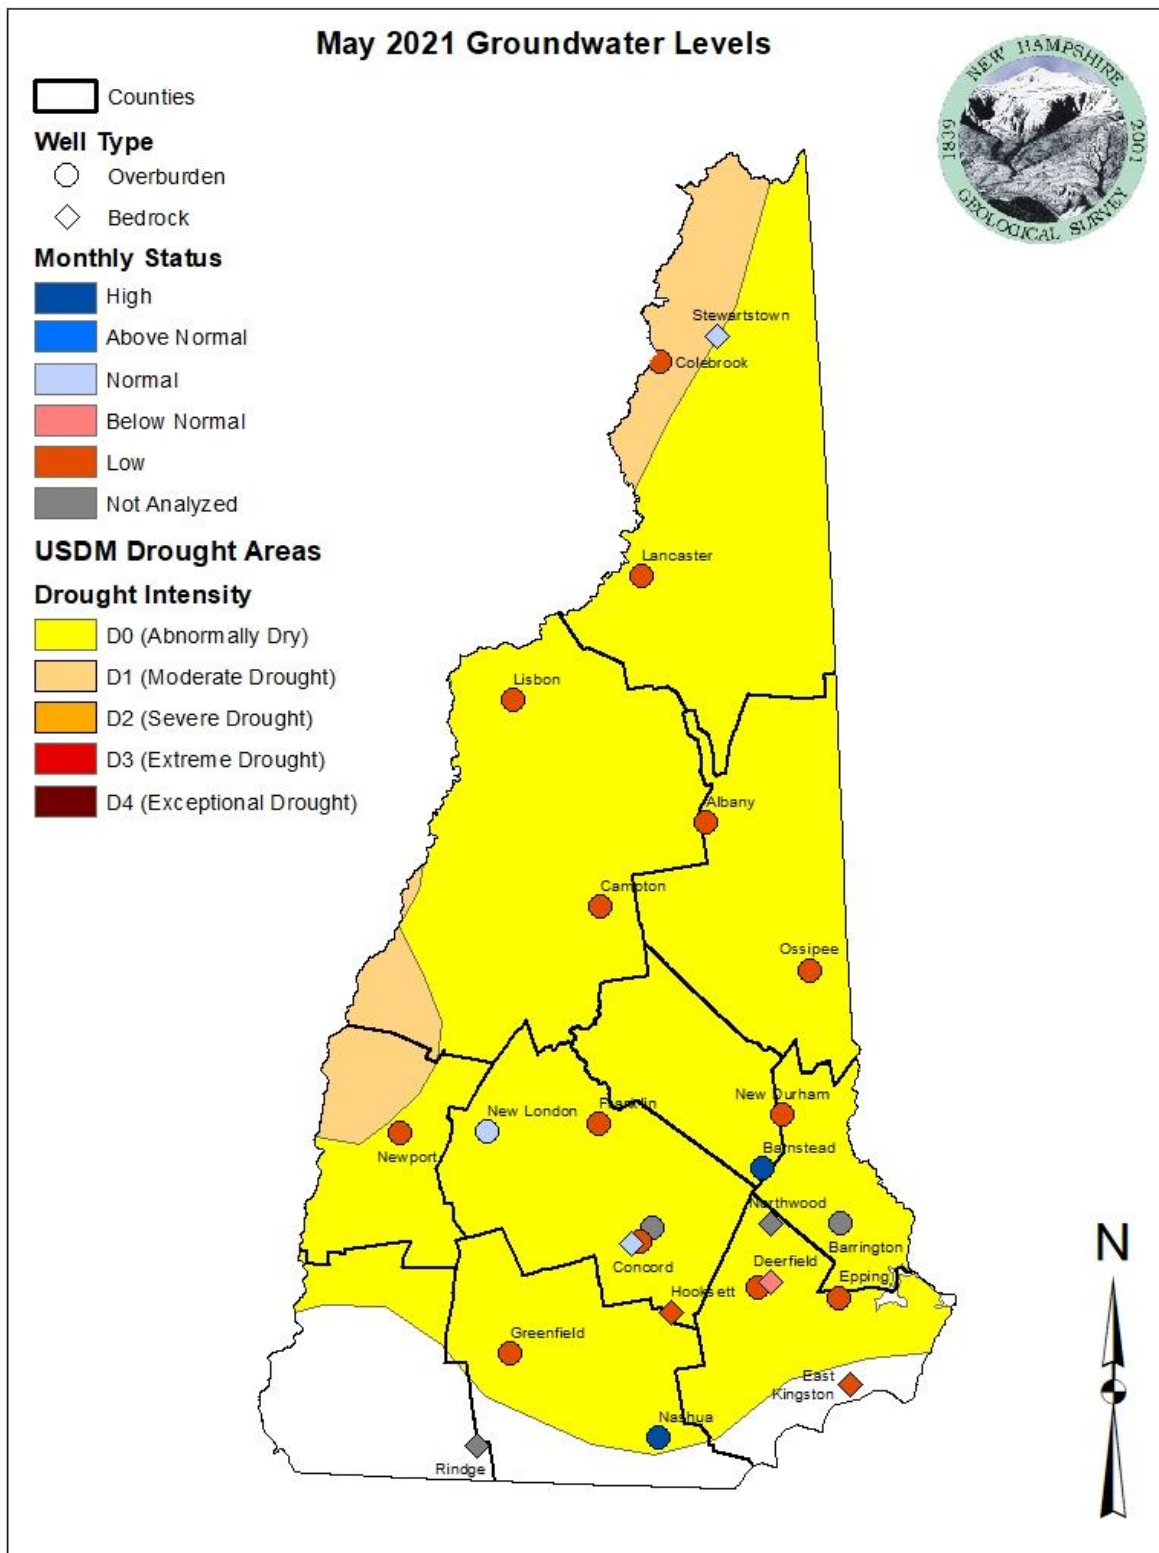 May 2021 Groundwater Levels
NEW HAMPSHIRE
1839
2001
GEOLOGICAL SURVEY
Counties
Well Type
Overburden
Bedrock
Monthly Status
High
Above Normal
Normal
Below Normal
Low
Not Analyzed
USDM Drought Areas
Drought Intensity
D0 (Abnormally Dry)
D1 (Moderate Drought)
D2 (Severe Drought)
D3 (Extreme Drought)
D4 (Exceptional Drought)
Stewartstown
Colebrook
Lancaster
Lisbon
Albany
Campton
Ossipee
New Durham
New London
Franklin
Newport
Barnstead
Northwood
Barrington
Concord
Deerfield
Epping
Hooksett
Greenfield
East
Kingston
Nashua
Rindge
N